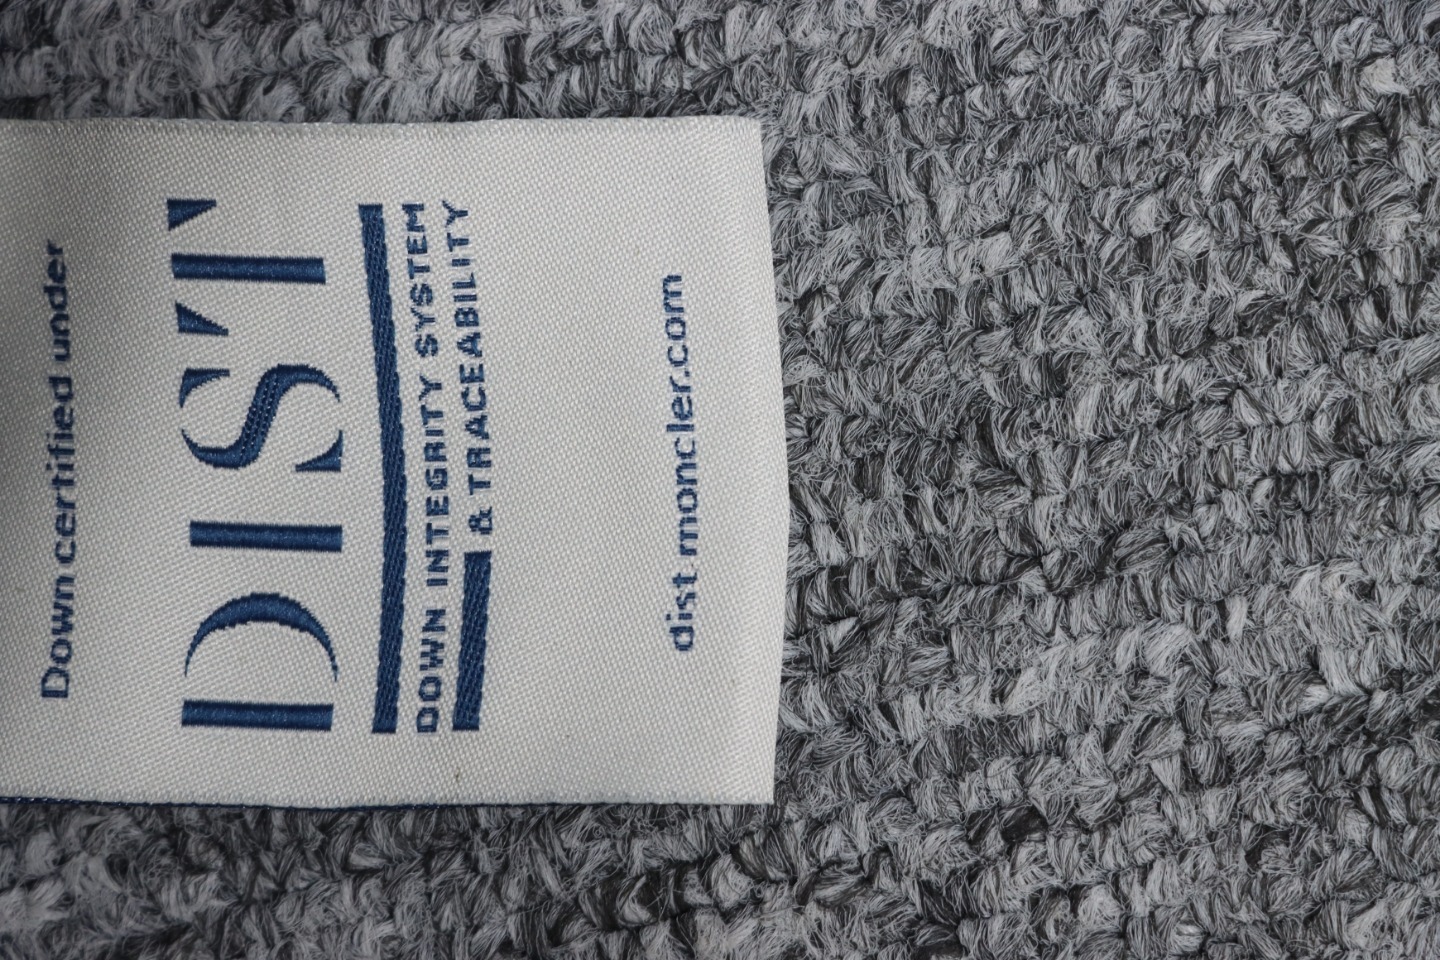 Down certified under
DIST
DOWN INTEGRITY SYSTEM
& TRACEABILITY
dist.moncler.com